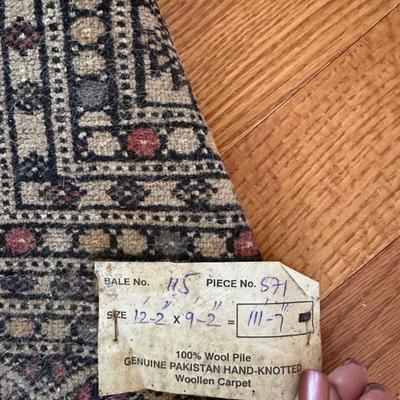 BALE No. 115 PIECE No. 571
SIZE 12'-2" x 9'-2" = 111'-7"
100% Wool Pile
GENUINE PAKISTAN HAND-KNOTTED
Woollen Carpet